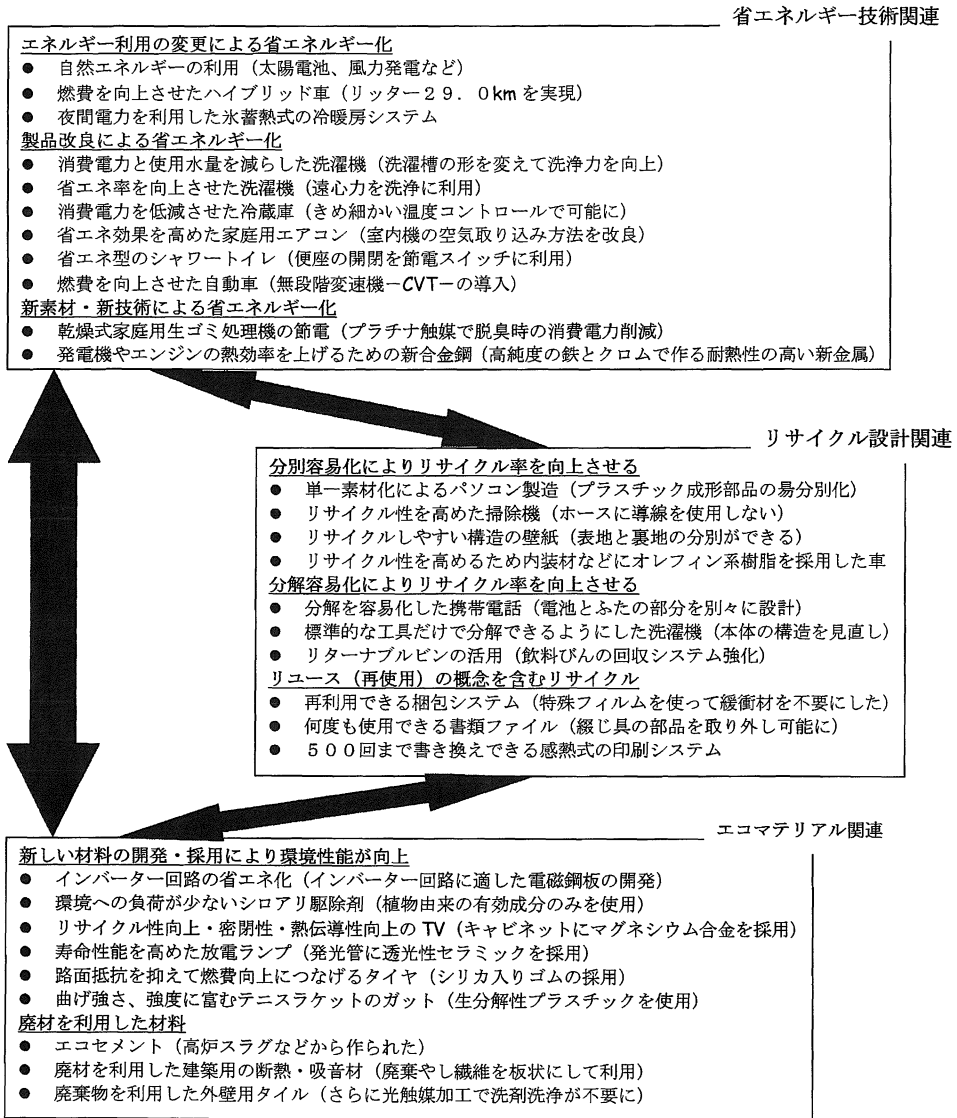 省エネルギー技術関連
エネルギー利用の変更による省エネルギー化
● 自然エネルギーの利用（太陽電池、風力発電など）
● 燃費を向上させたハイブリッド車（リッター２９．０kmを実現）
● 夜間電力を利用した氷蓄熱式の冷暖房システム
製品改良による省エネルギー化
● 消費電力と使用水量を減らした洗濯機（洗濯槽の形を変えて洗浄力を向上）
● 省エネ率を向上させた洗濯機（遠心力を洗浄に利用）
● 消費電力を低減させた冷蔵庫（きめ細かい温度コントロールで可能に）
● 省エネ効果を高めた家庭用エアコン（室内機の空気取り込み方法を改良）
● 省エネ型のシャワートイレ（便座の開閉を節電スイッチに利用）
● 燃費を向上させた自動車（無段階変速機－CVT－の導入）
新素材・新技術による省エネルギー化
● 乾燥式家庭用生ゴミ処理機の節電（プラチナ触媒で脱臭時の消費電力削減）
● 発電機やエンジンの熱効率を上げるための新合金鋼（高純度の鉄とクロムで作る耐熱性の高い新金属）
リサイクル設計関連
分別容易化によりリサイクル率を向上させる
● 単一素材化によるパソコン製造（プラスチック成形部品の易分別化）
● リサイクル性を高めた掃除機（ホースに導線を使用しない）
● リサイクルしやすい構造の壁紙（表地と裏地の分別ができる）
● リサイクル性を高めるため内装材などにオレフィン系樹脂を採用した車
分解容易化によりリサイクル率を向上させる
● 分解を容易化した携帯電話（電池とふたの部分を別々に設計）
● 標準的な工具だけで分解できるようにした洗濯機（本体の構造を見直し）
● リターナブルビンの活用（飲料びんの回収システム強化）
リユース（再使用）の概念を含むリサイクル
● 再利用できる梱包システム（特殊フィルムを使って緩衝材を不要にした）
● 何度も使用できる書類ファイル（綴じ具の部品を取り外し可能に）
● ５００回まで書き換えできる感熱式の印刷システム
エコマテリアル関連
新しい材料の開発・採用により環境性能が向上
● インバーター回路の省エネ化（インバーター回路に適した電磁鋼板の開発）
● 環境への負荷が少ないシロアリ駆除剤（植物由来の有効成分のみを使用）
● リサイクル性向上・密閉性・熱伝導性向上のTV（キャビネットにマグネシウム合金を採用）
● 寿命性能を高めた放電ランプ（発光管に透光性セラミックを採用）
● 路面抵抗を抑えて燃費向上につなげるタイヤ（シリカ入りゴムの採用）
● 曲げ強さ、強度に富むテニスラケットのガット（生分解性プラスチックを使用）
廃材を利用した材料
● エコセメント（高炉スラグなどから作られた）
● 廃材を利用した建築用の断熱・吸音材（廃棄やし繊維を板状にして利用）
● 廃棄物を利用した外壁用タイル（さらに光触媒加工で洗剤洗浄が不要に）